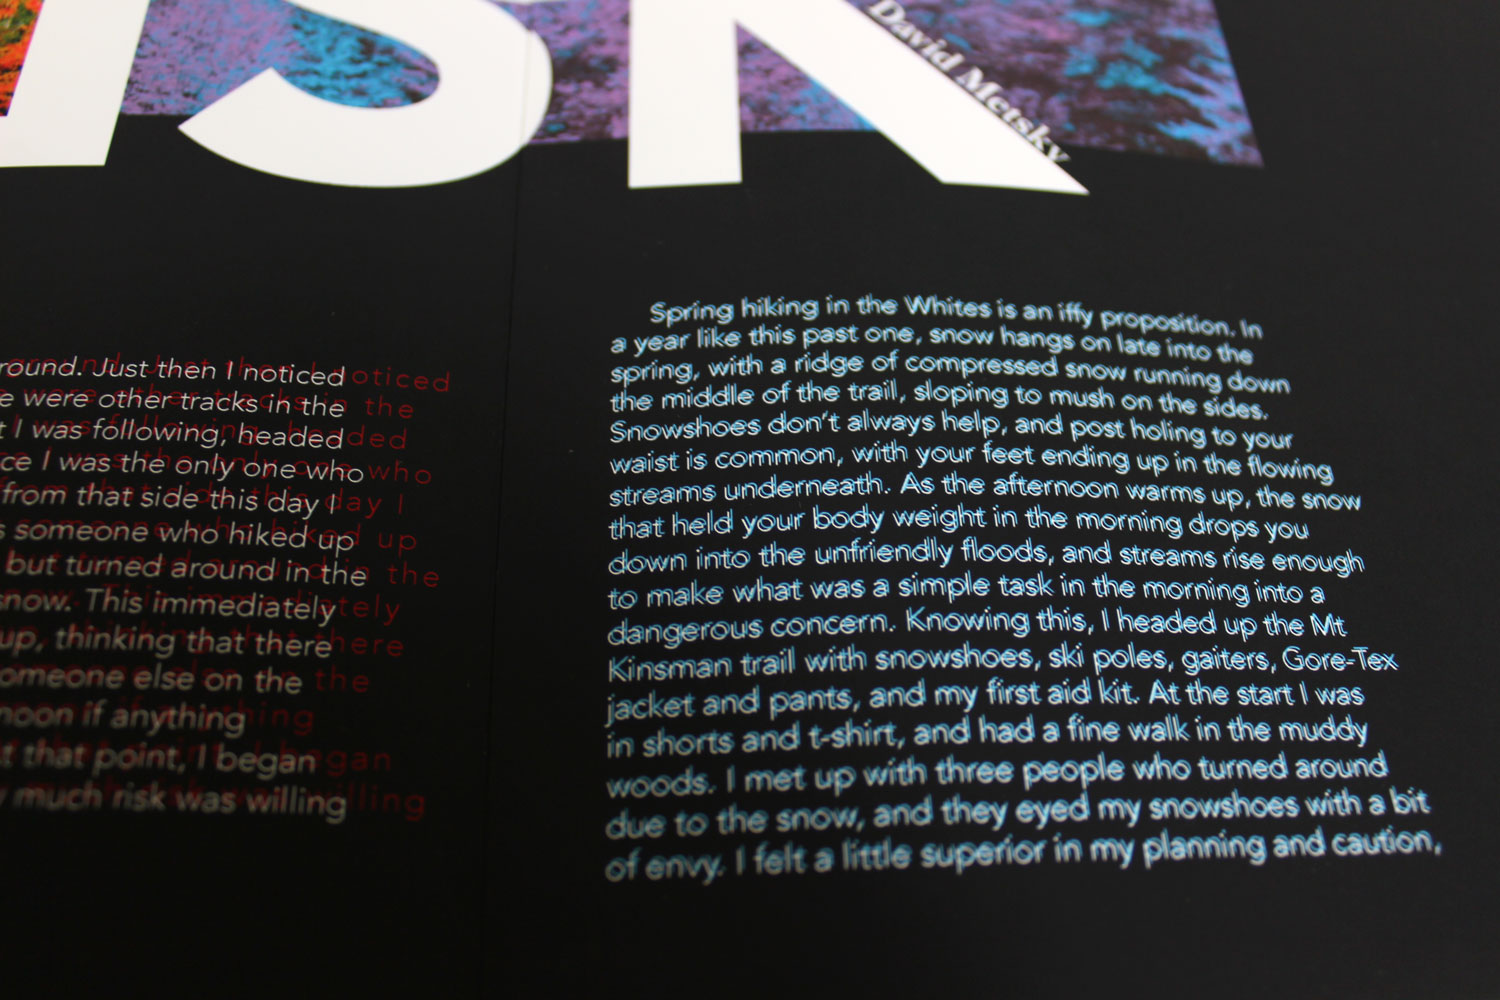 ISK
David Metsky
round. Just then I noticed
e were other tracks in the
t I was following, headed
ce I was the only one who
from that side this day I
s someone who hiked up
but turned around in the
snow. This immediately
up, thinking that there
omeone else on the
noon if anything
t that point, I began
y much risk was willing
Spring hiking in the Whites is an iffy proposition. In
a year like this past one, snow hangs on late into the
spring, with a ridge of compressed snow running down
the middle of the trail, sloping to mush on the sides.
Snowshoes don't always help, and post holing to your
waist is common, with your feet ending up in the flowing
streams underneath. As the afternoon warms up, the snow
that held your body weight in the morning drops you
down into the unfriendly floods, and streams rise enough
to make what was a simple task in the morning into a
dangerous concern. Knowing this, I headed up the Mt
Kinsman trail with snowshoes, ski poles, gaiters, Gore-Tex
jacket and pants, and my first aid kit. At the start I was
in shorts and t-shirt, and had a fine walk in the muddy
woods. I met up with three people who turned around
due to the snow, and they eyed my snowshoes with a bit
of envy. I felt a little superior in my planning and caution,